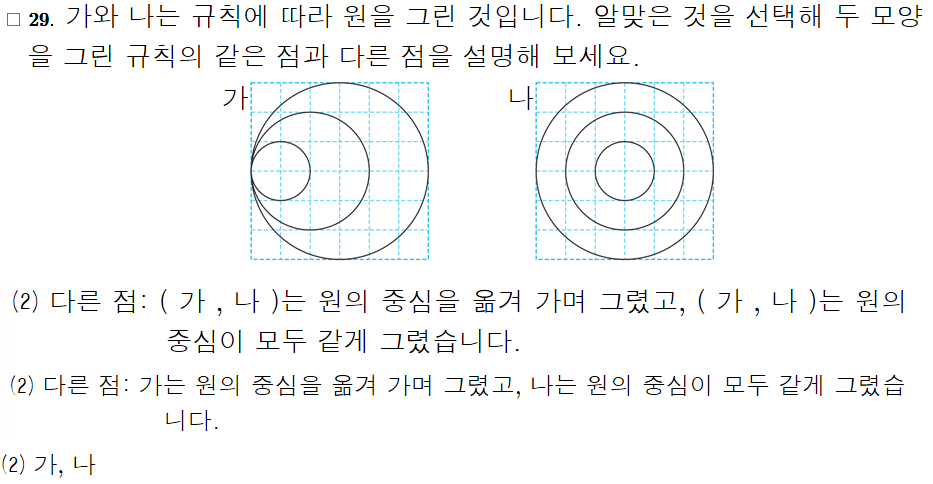 □ 29. 가와 나는 규칙에 따라 원을 그린 것입니다. 알맞은 것을 선택해 두 모양
을 그린 규칙의 같은 점과 다른 점을 설명해 보세요.
가 나
(2) 다른 점: ( 가 , 나 )는 원의 중심을 옮겨 가며 그렸고, ( 가 , 나 )는 원의
중심이 모두 같게 그렸습니다.
(2) 다른 점: 가는 원의 중심을 옮겨 가며 그렸고, 나는 원의 중심이 모두 같게 그렸습
니다.
(2) 가, 나